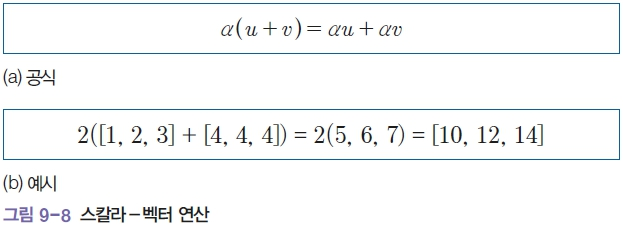 α(u+v)=αu+αv
(a) 공식
2([1, 2, 3] + [4, 4, 4]) = 2(5, 6, 7) = [10, 12, 14]
(b) 예시
그림 9-8 스칼라-벡터 연산